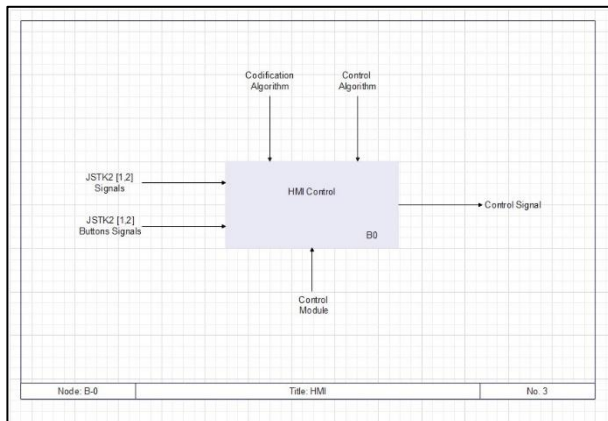 Codification
Algorithm
Control
Algorithm
JSTK2 [1,2]
Signals
HMI Control
JSTK2 [1,2]
Buttons Signals
Control Signal
B0
Control
Module
Node: B-0
Title: HMI
No. 3